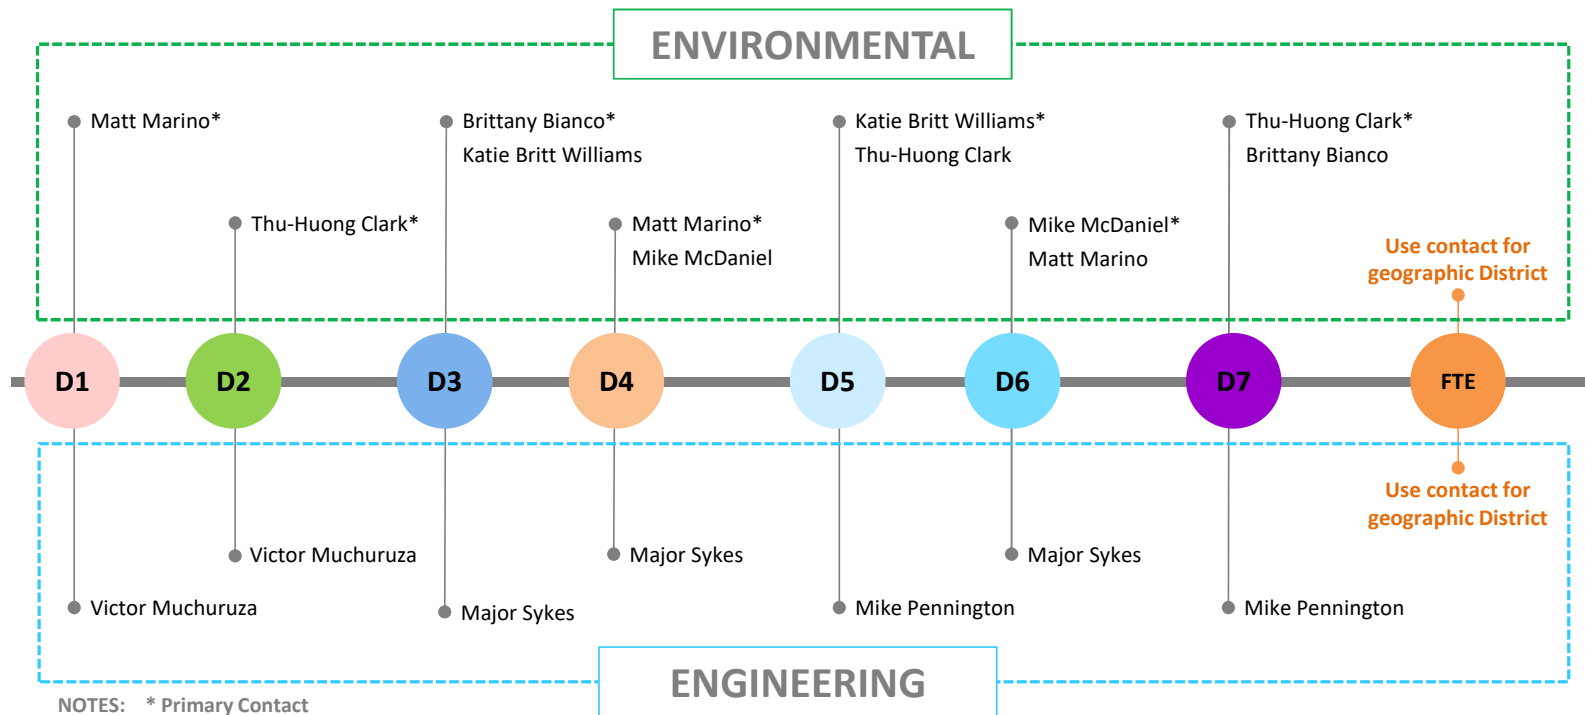 ENVIRONMENTAL
Matt Marino*
Brittany Bianco*
Katie Britt Williams
Katie Britt Williams*
Thu-Huong Clark
Thu-Huong Clark*
Brittany Bianco
Thu-Huong Clark*
Matt Marino*
Mike McDaniel
Mike McDaniel*
Matt Marino
Use contact for
geographic District
D1
D2
D3
D4
D5
D6
D7
FTE
Use contact for
geographic District
Victor Muchuruza
Major Sykes
Major Sykes
Victor Muchuruza
Major Sykes
Mike Pennington
Mike Pennington
ENGINEERING
NOTES: * Primary Contact